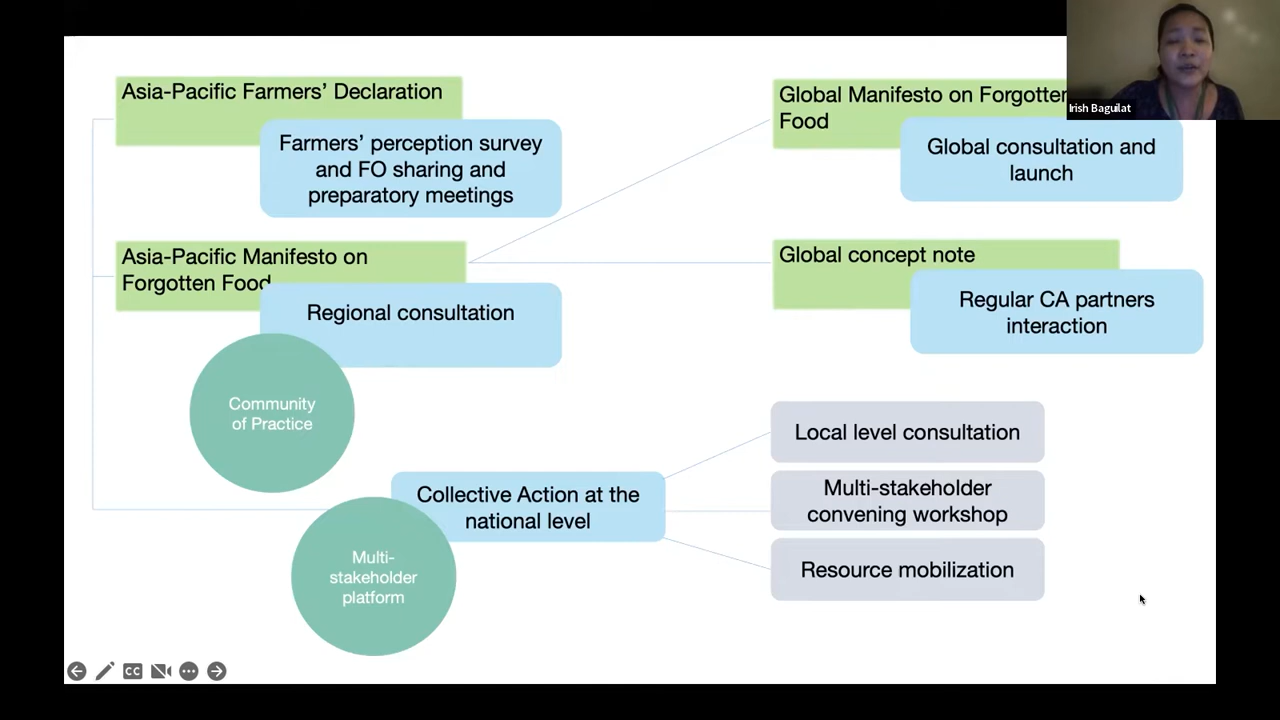 Asia-Pacific Farmers' Declaration
Farmers' perception survey
and FO sharing and
preparatory meetings
Asia-Pacific Manifesto on
Forgotten Food
Regional consultation
Community
of Practice
Collective Action at the
national level
Multi-
stakeholder
platform
Global Manifesto on Forgotten
Food
Irish Baguilat
Global consultation and
launch
Global concept note
Regular CA partners
interaction
Local level consultation
Multi-stakeholder
convening workshop
Resource mobilization
CC